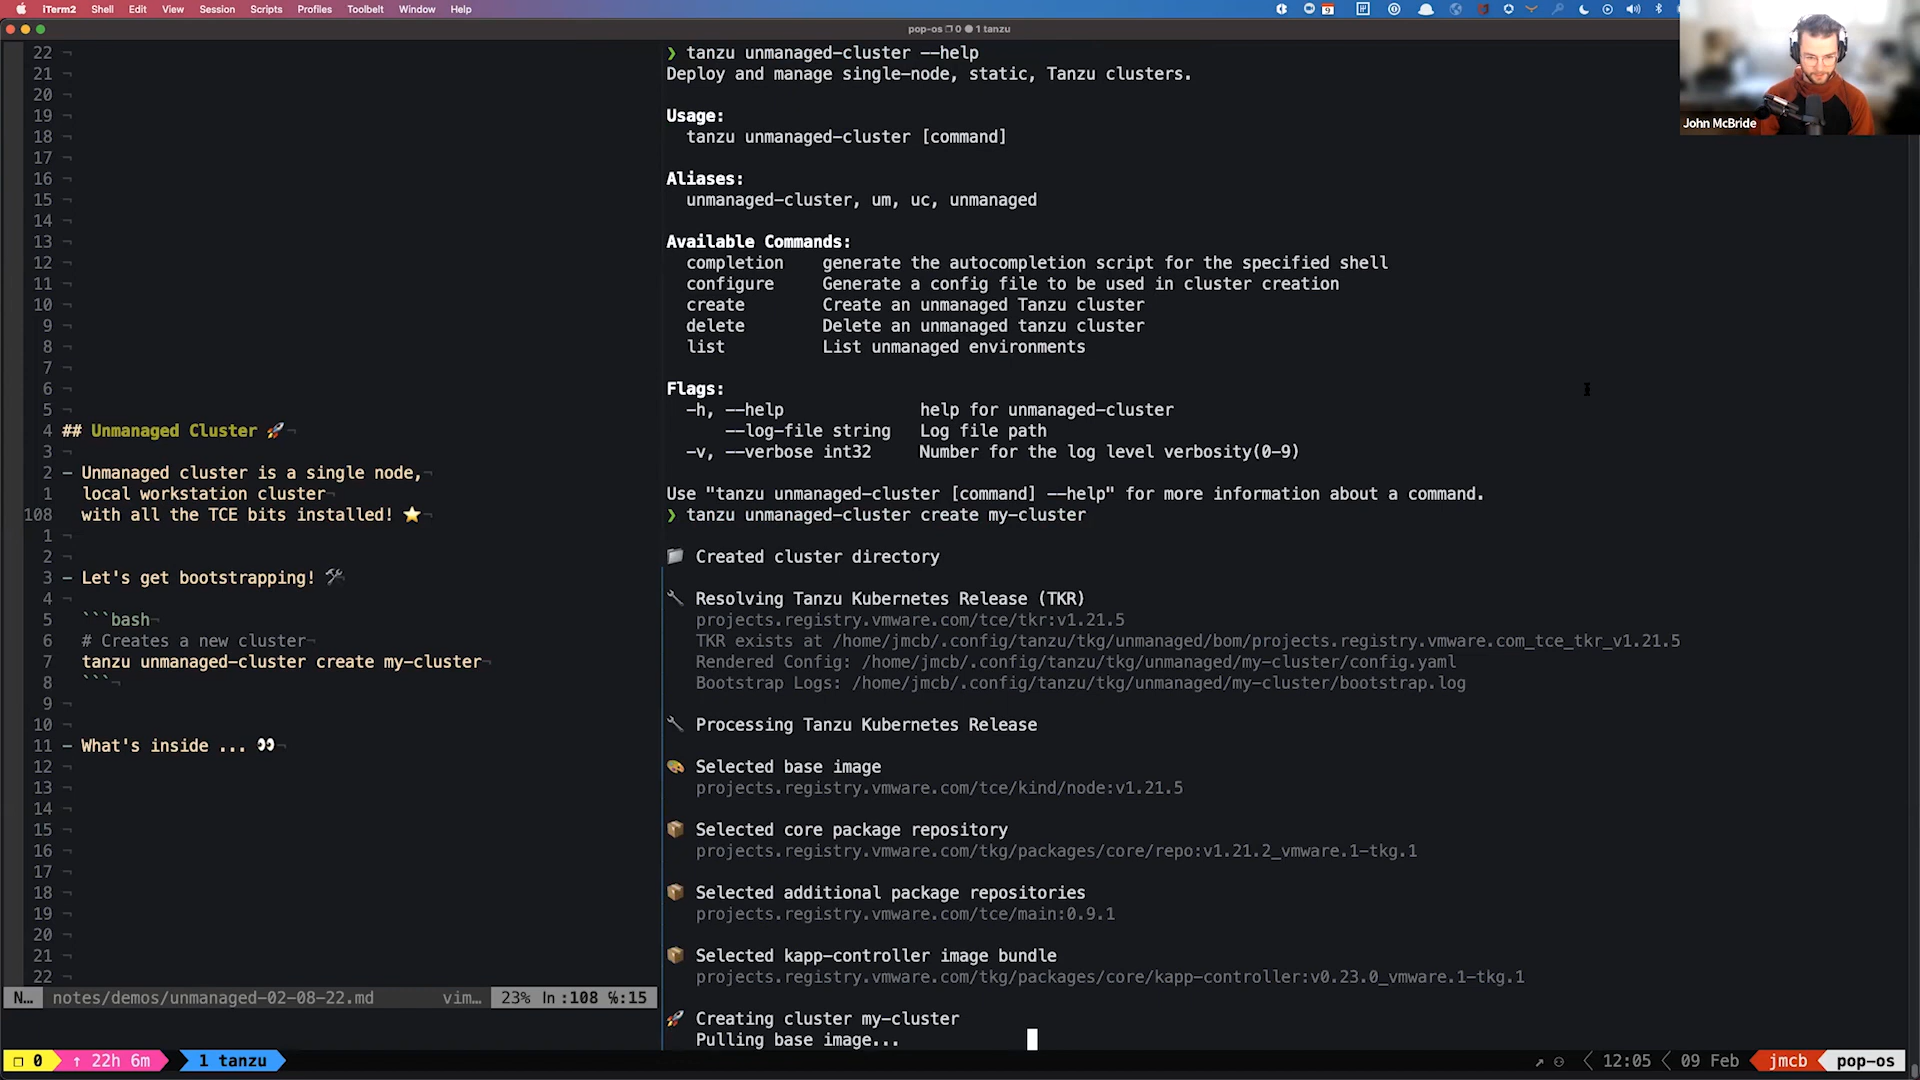 iTerm2 Shell Edit View Session Scripts Profiles Toolbelt Window Help
9
pop-os 0 1 tanzu
John McBride
22
21
20
19
18
17
16
15
14
13
12
11
10
9
8
7
6
5
4 ## Unmanaged Cluster 🚀
3
2 – Unmanaged cluster is a single node,
1 local workstation cluster
108 with all the TCE bits installed! ⭐
1
2
3 – Let's get bootstrapping! 🛠
4
5 ```bash
6 # Creates a new cluster
7 tanzu unmanaged-cluster create my-cluster
8 ```
9
10
11 – What's inside ... 👀
12
13
14
15
16
17
18
19
20
21
22
N… notes/demos/unmanaged-02-08-22.md vim… 23% ln:108 %:15
❯ tanzu unmanaged-cluster --help
Deploy and manage single-node, static, Tanzu clusters.
Usage:
tanzu unmanaged-cluster [command]
Aliases:
unmanaged-cluster, um, uc, unmanaged
Available Commands:
completion generate the autocompletion script for the specified shell
configure Generate a config file to be used in cluster creation
create Create an unmanaged Tanzu cluster
delete Delete an unmanaged tanzu cluster
list List unmanaged environments
Flags:
-h, --help help for unmanaged-cluster
--log-file string Log file path
-v, --verbose int32 Number for the log level verbosity(0-9)
Use "tanzu unmanaged-cluster [command] --help" for more information about a command.
❯ tanzu unmanaged-cluster create my-cluster
📁 Created cluster directory
🔧 Resolving Tanzu Kubernetes Release (TKR)
projects.registry.vmware.com/tce/tkr:v1.21.5
TKR exists at /home/jmcb/.config/tanzu/tkg/unmanaged/bom/projects.registry.vmware.com_tce_tkr_v1.21.5
Rendered Config: /home/jmcb/.config/tanzu/tkg/unmanaged/my-cluster/config.yaml
Bootstrap Logs: /home/jmcb/.config/tanzu/tkg/unmanaged/my-cluster/bootstrap.log
🔧 Processing Tanzu Kubernetes Release
🎨 Selected base image
projects.registry.vmware.com/tce/kind/node:v1.21.5
📦 Selected core package repository
projects.registry.vmware.com/tkg/packages/core/repo:v1.21.2_vmware.1-tkg.1
📦 Selected additional package repositories
projects.registry.vmware.com/tce/main:0.9.1
📦 Selected kapp-controller image bundle
projects.registry.vmware.com/tkg/packages/core/kapp-controller:v0.23.0_vmware.1-tkg.1
🚀 Creating cluster my-cluster
Pulling base image...
0 ↑ 22h 6m 1 tanzu
12:05 09 Feb jmcb pop-os